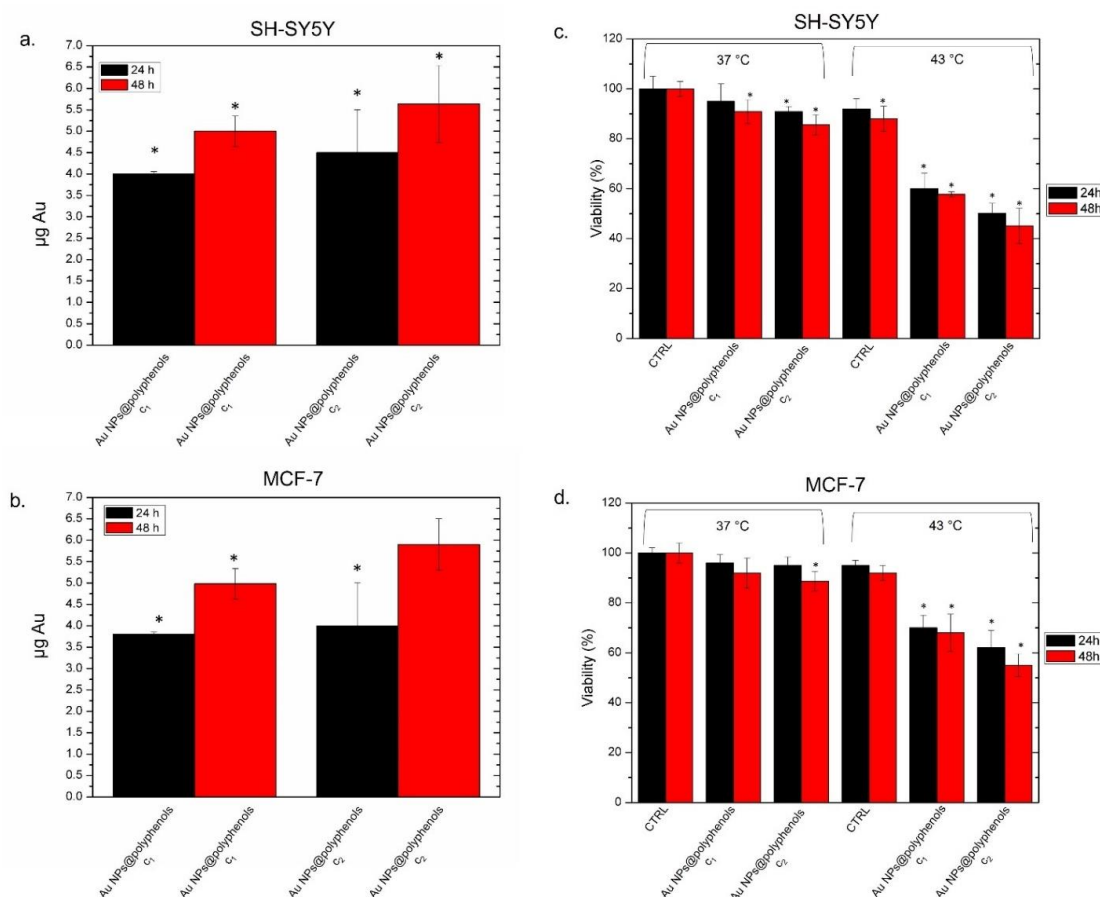 a.
SH-SY5Y
7.0
6.5
6.0
5.5
5.0
4.5
4.0
3.5
3.0
2.5
2.0
1.5
1.0
0.5
0.0
µg Au
24 h
48 h
*
*
*
*
Au NPs@polyphenols
c₁
Au NPs@polyphenols
c₁
Au NPs@polyphenols
c₂
Au NPs@polyphenols
c₂
c.
SH-SY5Y
120
100
80
60
40
20
0
Viability (%)
37 °C
43 °C
*
*
*
*
*
*
*
*
24h
48h
CTRL
Au NPs@polyphenols
c₁
Au NPs@polyphenols
c₂
CTRL
Au NPs@polyphenols
c₁
Au NPs@polyphenols
c₂
b.
MCF-7
7.0
6.5
6.0
5.5
5.0
4.5
4.0
3.5
3.0
2.5
2.0
1.5
1.0
0.5
0.0
µg Au
24 h
48 h
*
*
*
Au NPs@polyphenols
c₁
Au NPs@polyphenols
c₁
Au NPs@polyphenols
c₂
Au NPs@polyphenols
c₂
d.
MCF-7
120
100
80
60
40
20
0
Viability (%)
37 °C
43 °C
*
*
*
*
*
24h
48h
CTRL
Au NPs@polyphenols
c₁
Au NPs@polyphenols
c₂
CTRL
Au NPs@polyphenols
c₁
Au NPs@polyphenols
c₂